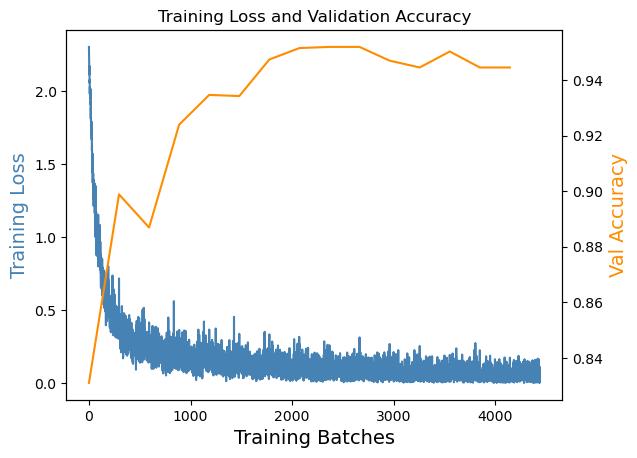 Training Loss and Validation Accuracy
Training Loss
2.0
1.5
1.0
0.5
0.0
0.94
0.92
0.90
0.88
0.86
0.84
Val Accuracy
0 1000 2000 3000 4000
Training Batches